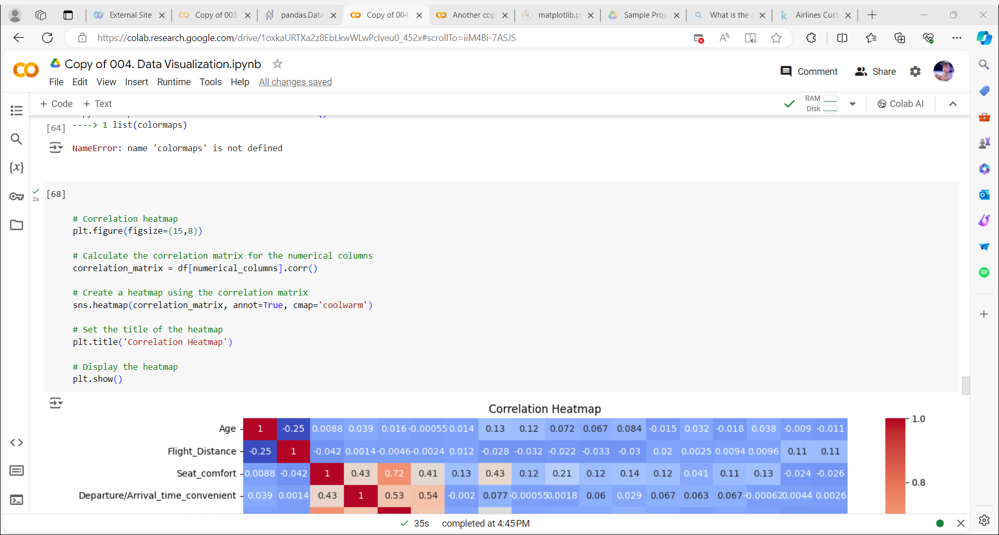 External Site
Copy of 003.
pandas.Data
Copy of 004.
Another cop
matplotlib.p
Sample Proje
What is the
Airlines Cust
https://colab.research.google.com/drive/1oxkaURTXa2z8EbLkwWLwPclveu0_452x#scrollTo=iiM4Bi-7ASJS
CO
Copy of 004. Data Visualization.ipynb
Comment
Share
File Edit View Insert Runtime Tools Help All changes saved
+ Code + Text
RAM
Disk
Colab AI
[64] ----> 1 list(colormaps)
NameError: name 'colormaps' is not defined
{x}
2s
[68]
# Correlation heatmap
plt.figure(figsize=(15,8))
# Calculate the correlation matrix for the numerical columns
correlation_matrix = df[numerical_columns].corr()
# Create a heatmap using the correlation matrix
sns.heatmap(correlation_matrix, annot=True, cmap='coolwarm')
# Set the title of the heatmap
plt.title('Correlation Heatmap')
# Display the heatmap
plt.show()
Correlation Heatmap
Age 1 -0.25 0.0088 0.039 0.016 -0.00055 0.014 0.13 0.12 0.072 0.067 0.084 -0.015 0.032 -0.018 0.038 -0.009 -0.011
1.0
Flight_Distance -0.25 1 -0.042 0.0014 -0.0046 -0.0024 0.012 -0.028 -0.032 -0.022 -0.033 -0.03 0.02 0.0025 0.0094 0.0096 0.11 0.11
Seat_comfort 0.0088 -0.042 1 0.43 0.72 0.41 0.13 0.43 0.12 0.21 0.12 0.14 0.12 0.041 0.11 0.13 -0.024 -0.026
0.8
Departure/Arrival_time_convenient 0.039 0.0014 0.43 1 0.53 0.54 -0.002 0.077 -0.00055 0.0018 0.06 0.029 0.067 0.063 0.067 -0.00062 0.0044 0.0026
35s completed at 4:45 PM